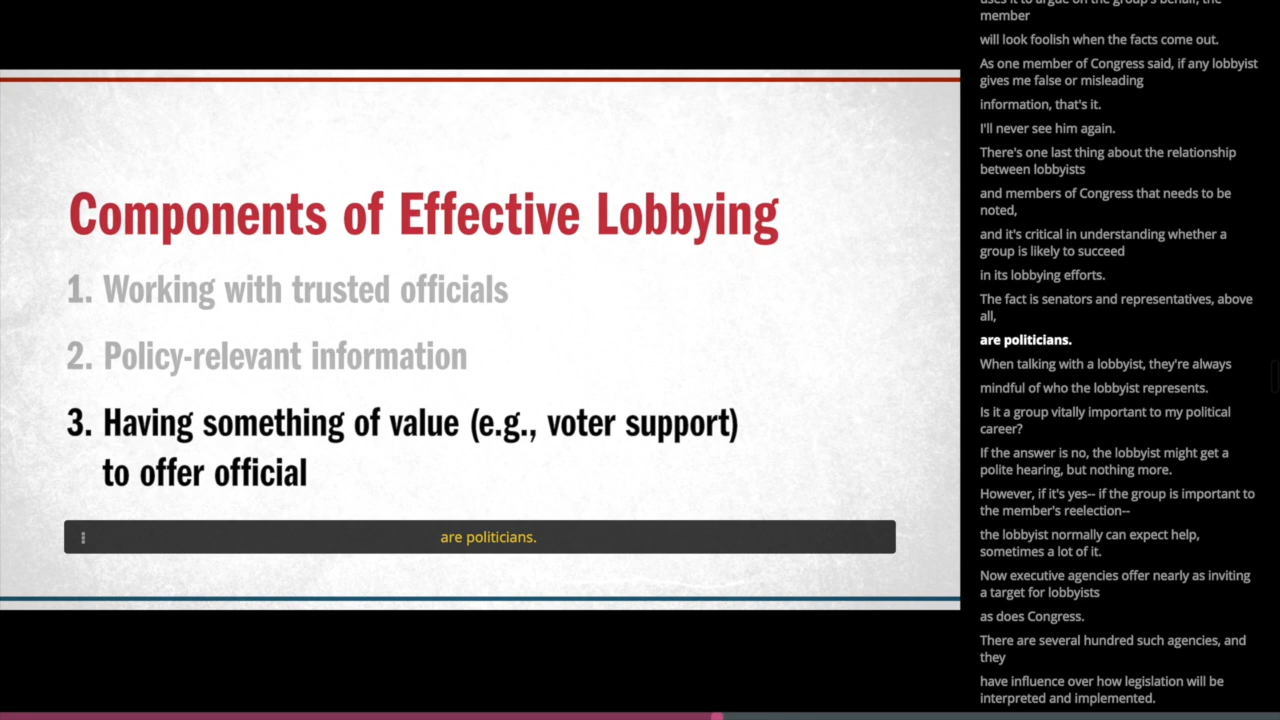 Components of Effective Lobbying
1. Working with trusted officials
2. Policy-relevant information
3. Having something of value (e.g., voter support)
to offer official
are politicians.
uses it to argue on the group's behalf, the
member
will look foolish when the facts come out.
As one member of Congress said, if any lobbyist
gives me false or misleading
information, that's it.
I'll never see him again.
There's one last thing about the relationship
between lobbyists
and members of Congress that needs to be
noted,
and it's critical in understanding whether a
group is likely to succeed
in its lobbying efforts.
The fact is senators and representatives, above
all,
are politicians.
When talking with a lobbyist, they're always
mindful of who the lobbyist represents.
Is it a group vitally important to my political
career?
If the answer is no, the lobbyist might get a
polite hearing, but nothing more.
However, if it's yes-- if the group is important to
the member's reelection--
the lobbyist normally can expect help,
sometimes a lot of it.
Now executive agencies offer nearly as inviting
a target for lobbyists
as does Congress.
There are several hundred such agencies, and
they
have influence over how legislation will be
interpreted and implemented.